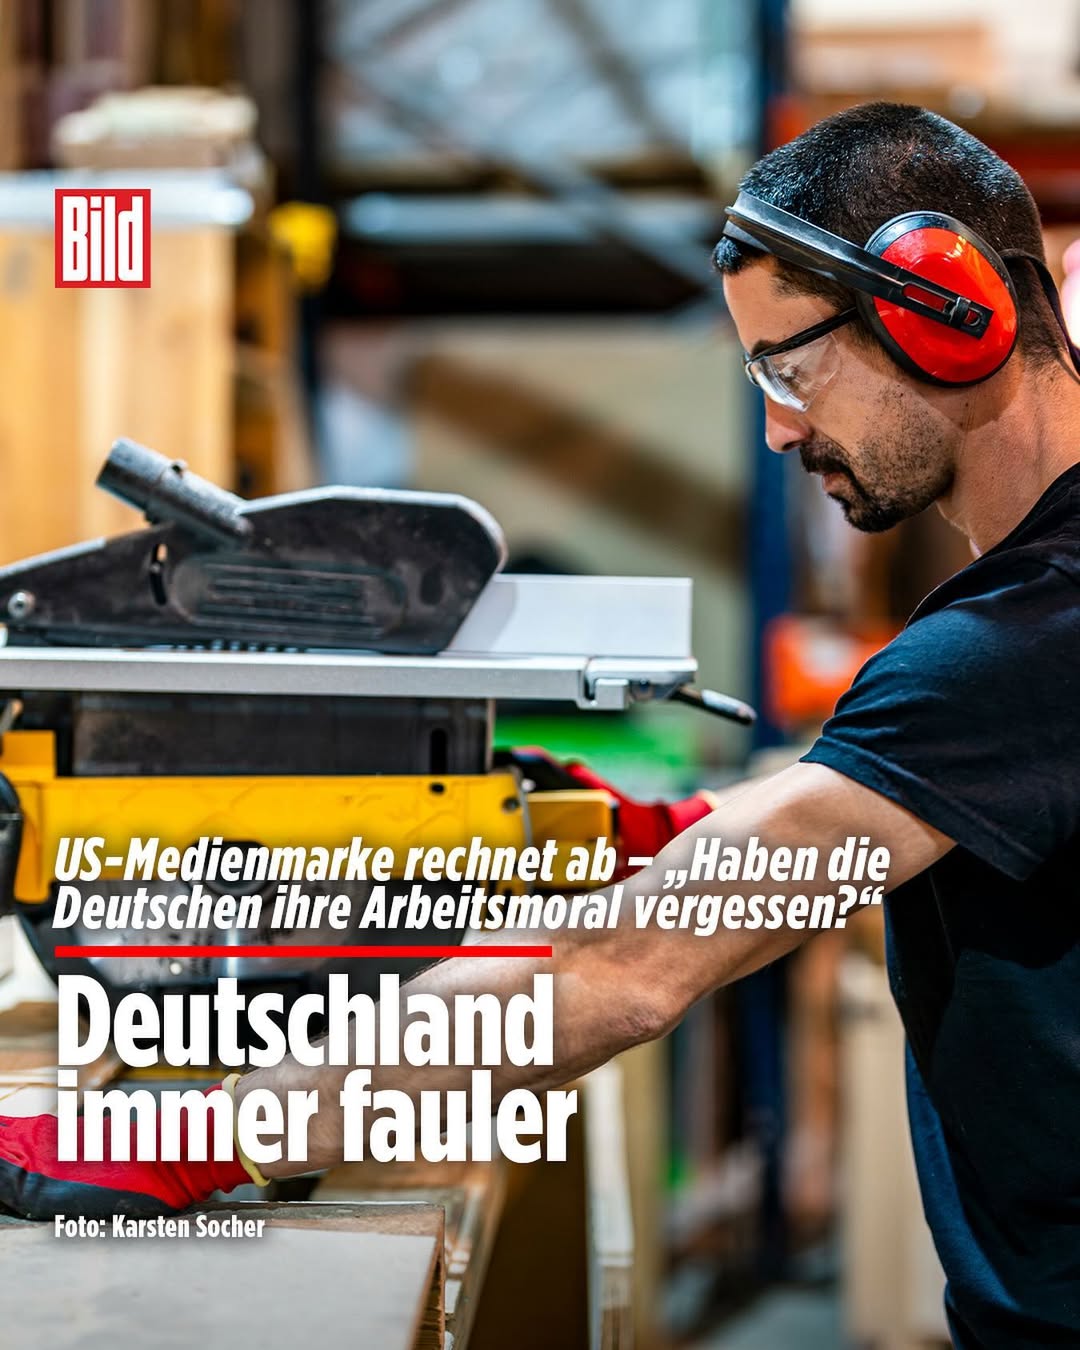 Bild
US-Medienmarke rechnet ab – „Haben die
Deutschen ihre Arbeitsmoral vergessen?“
Deutschland
immer fauler
Foto: Karsten Socher